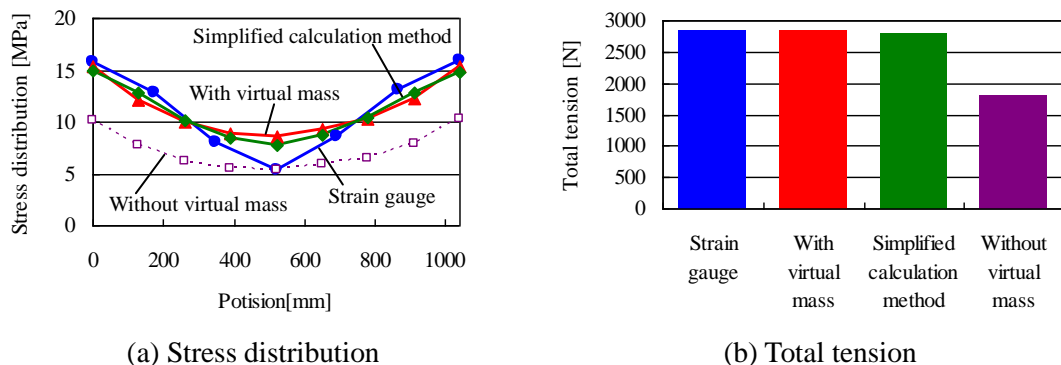 Stress distribution [MPa]
20
15
10
5
0
0 200 400 600 800 1000
Potision[mm]
Simplified calculation
method
With virtual mass
Without virtual mass
Strain gauge
(a) Stress distribution
Total tension [N]
3000
2500
2000
1500
1000
500
0
Strain
gauge
With
virtual
mass
Simplified
calculation
method
Without
virtual
mass
(b) Total tension